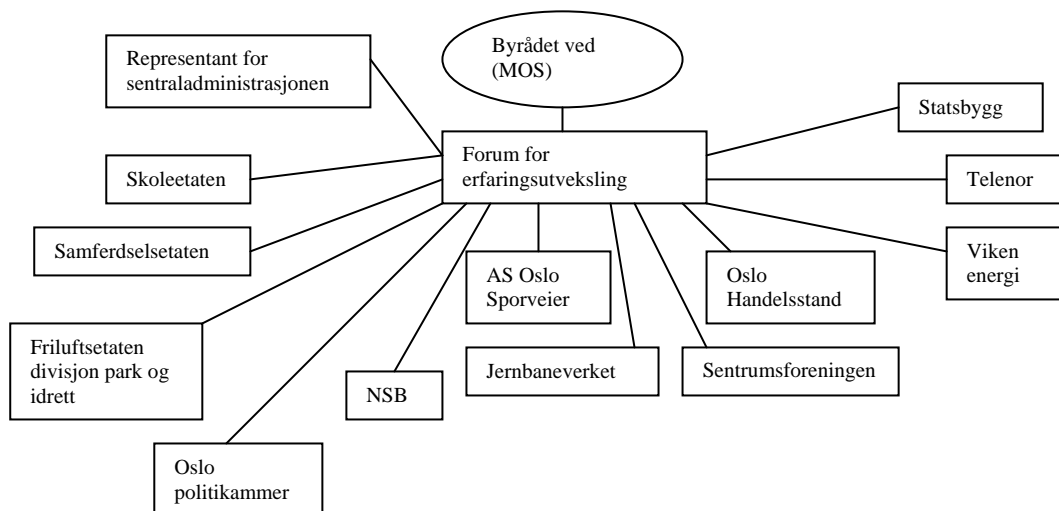 Byrådet ved
(MOS)
Representant for
sentraladministrasjonen
Statsbygg
Forum for
erfaringsutveksling
Skoleetaten
Telenor
Samferdselsetaten
AS Oslo
Sporveier
Oslo
Handelsstand
Viken
energi
Friluftsetaten
divisjon park og
idrett
NSB
Jernbaneverket
Sentrumsforeningen
Oslo
politikammer